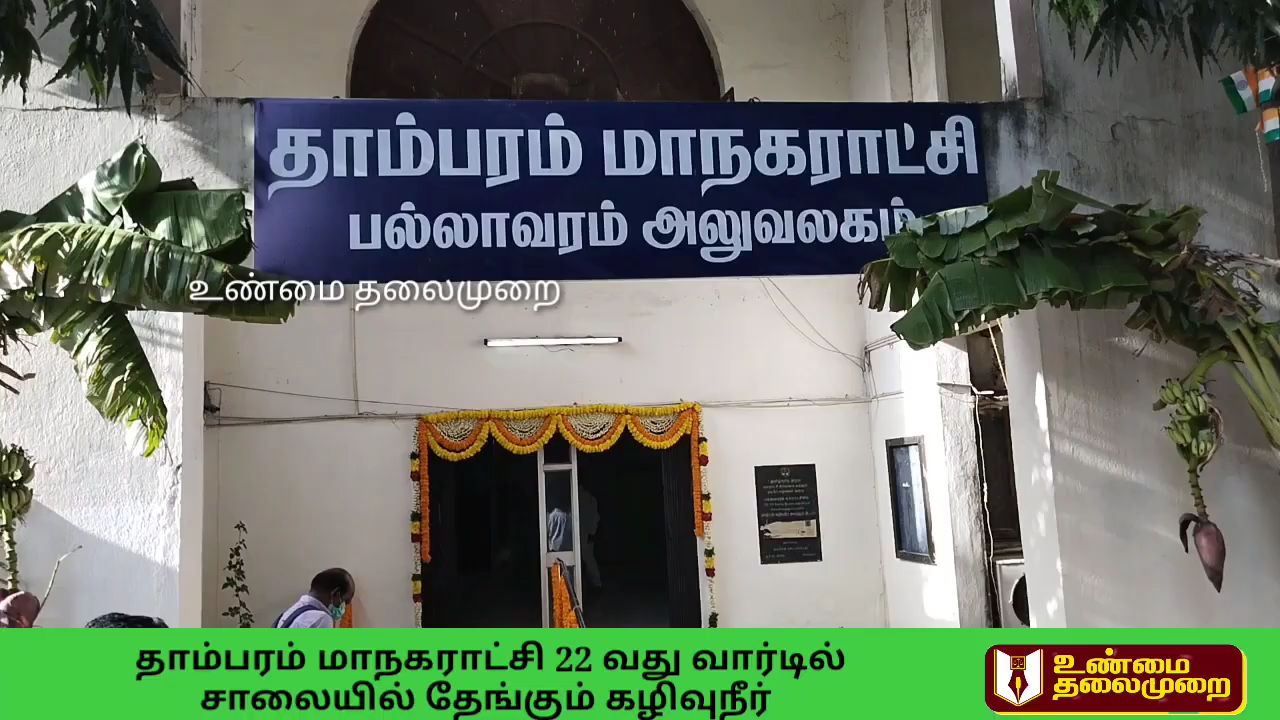 தாம்பரம் மாநகராட்சி
பல்லாவரம் அலுவலகம்
உண்மை தலைமுறை
தாம்பரம் மாநகராட்சி 22 வது வார்டில்
சாலையில் தேங்கும் கழிவுநீர்
உண்மை
தலைமுறை